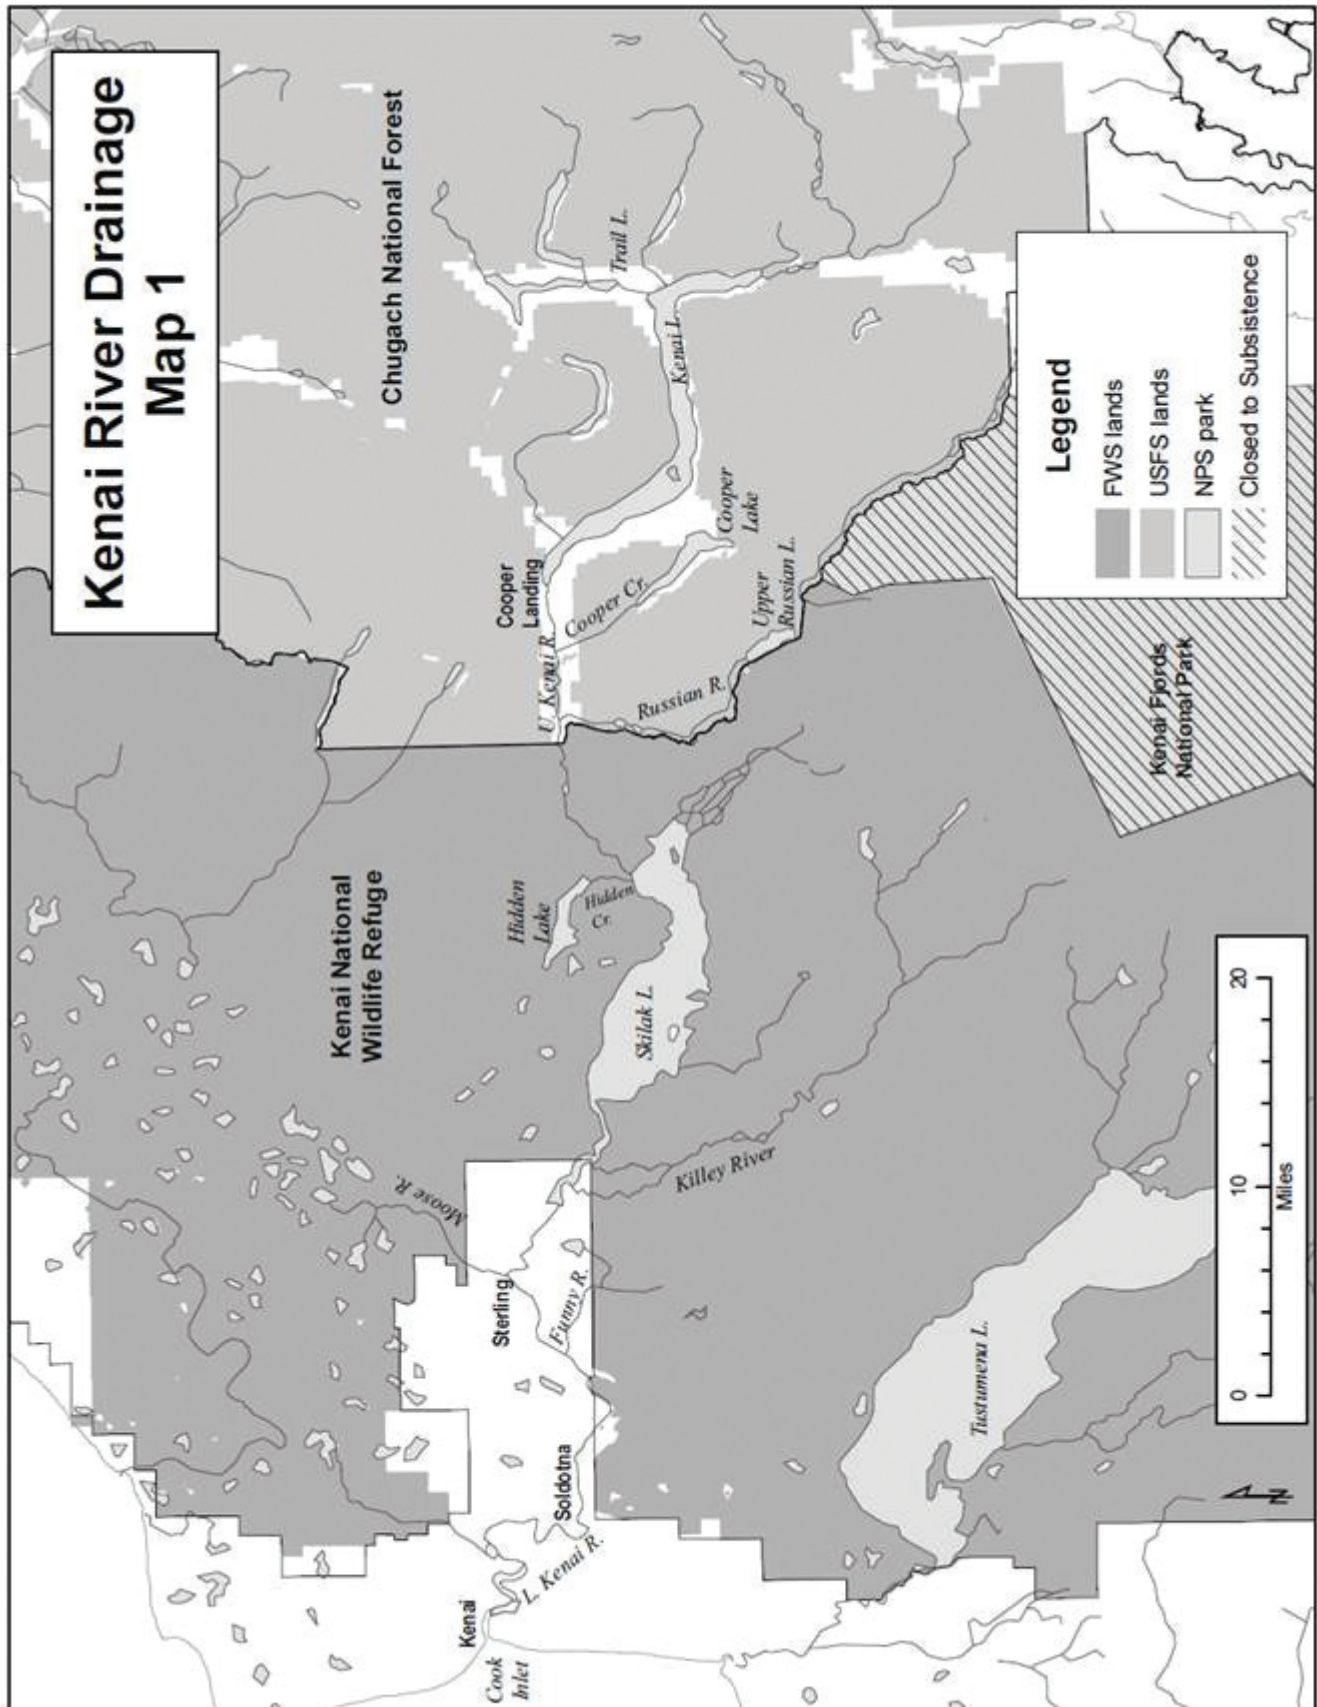 Kenai River Drainage
Map 1
Chugach National Forest
Kenai National
Wildlife Refuge
Kenai Fjords
National Park
Cook
Inlet
Kenai
L. Kenai R.
Soldotna
Sterling
Funny R.
Moose R.
Killey River
Skilak L.
Hidden
Lake
Hidden
Cr.
Tustumena L.
U. Kenai R.
Cooper
Landing
Cooper Cr.
Russian R.
Upper
Russian L.
Cooper
Lake
Kenai L.
Trail L.
Legend
FWS lands
USFS lands
NPS park
Closed to Subsistence
0 10 20
Miles
N